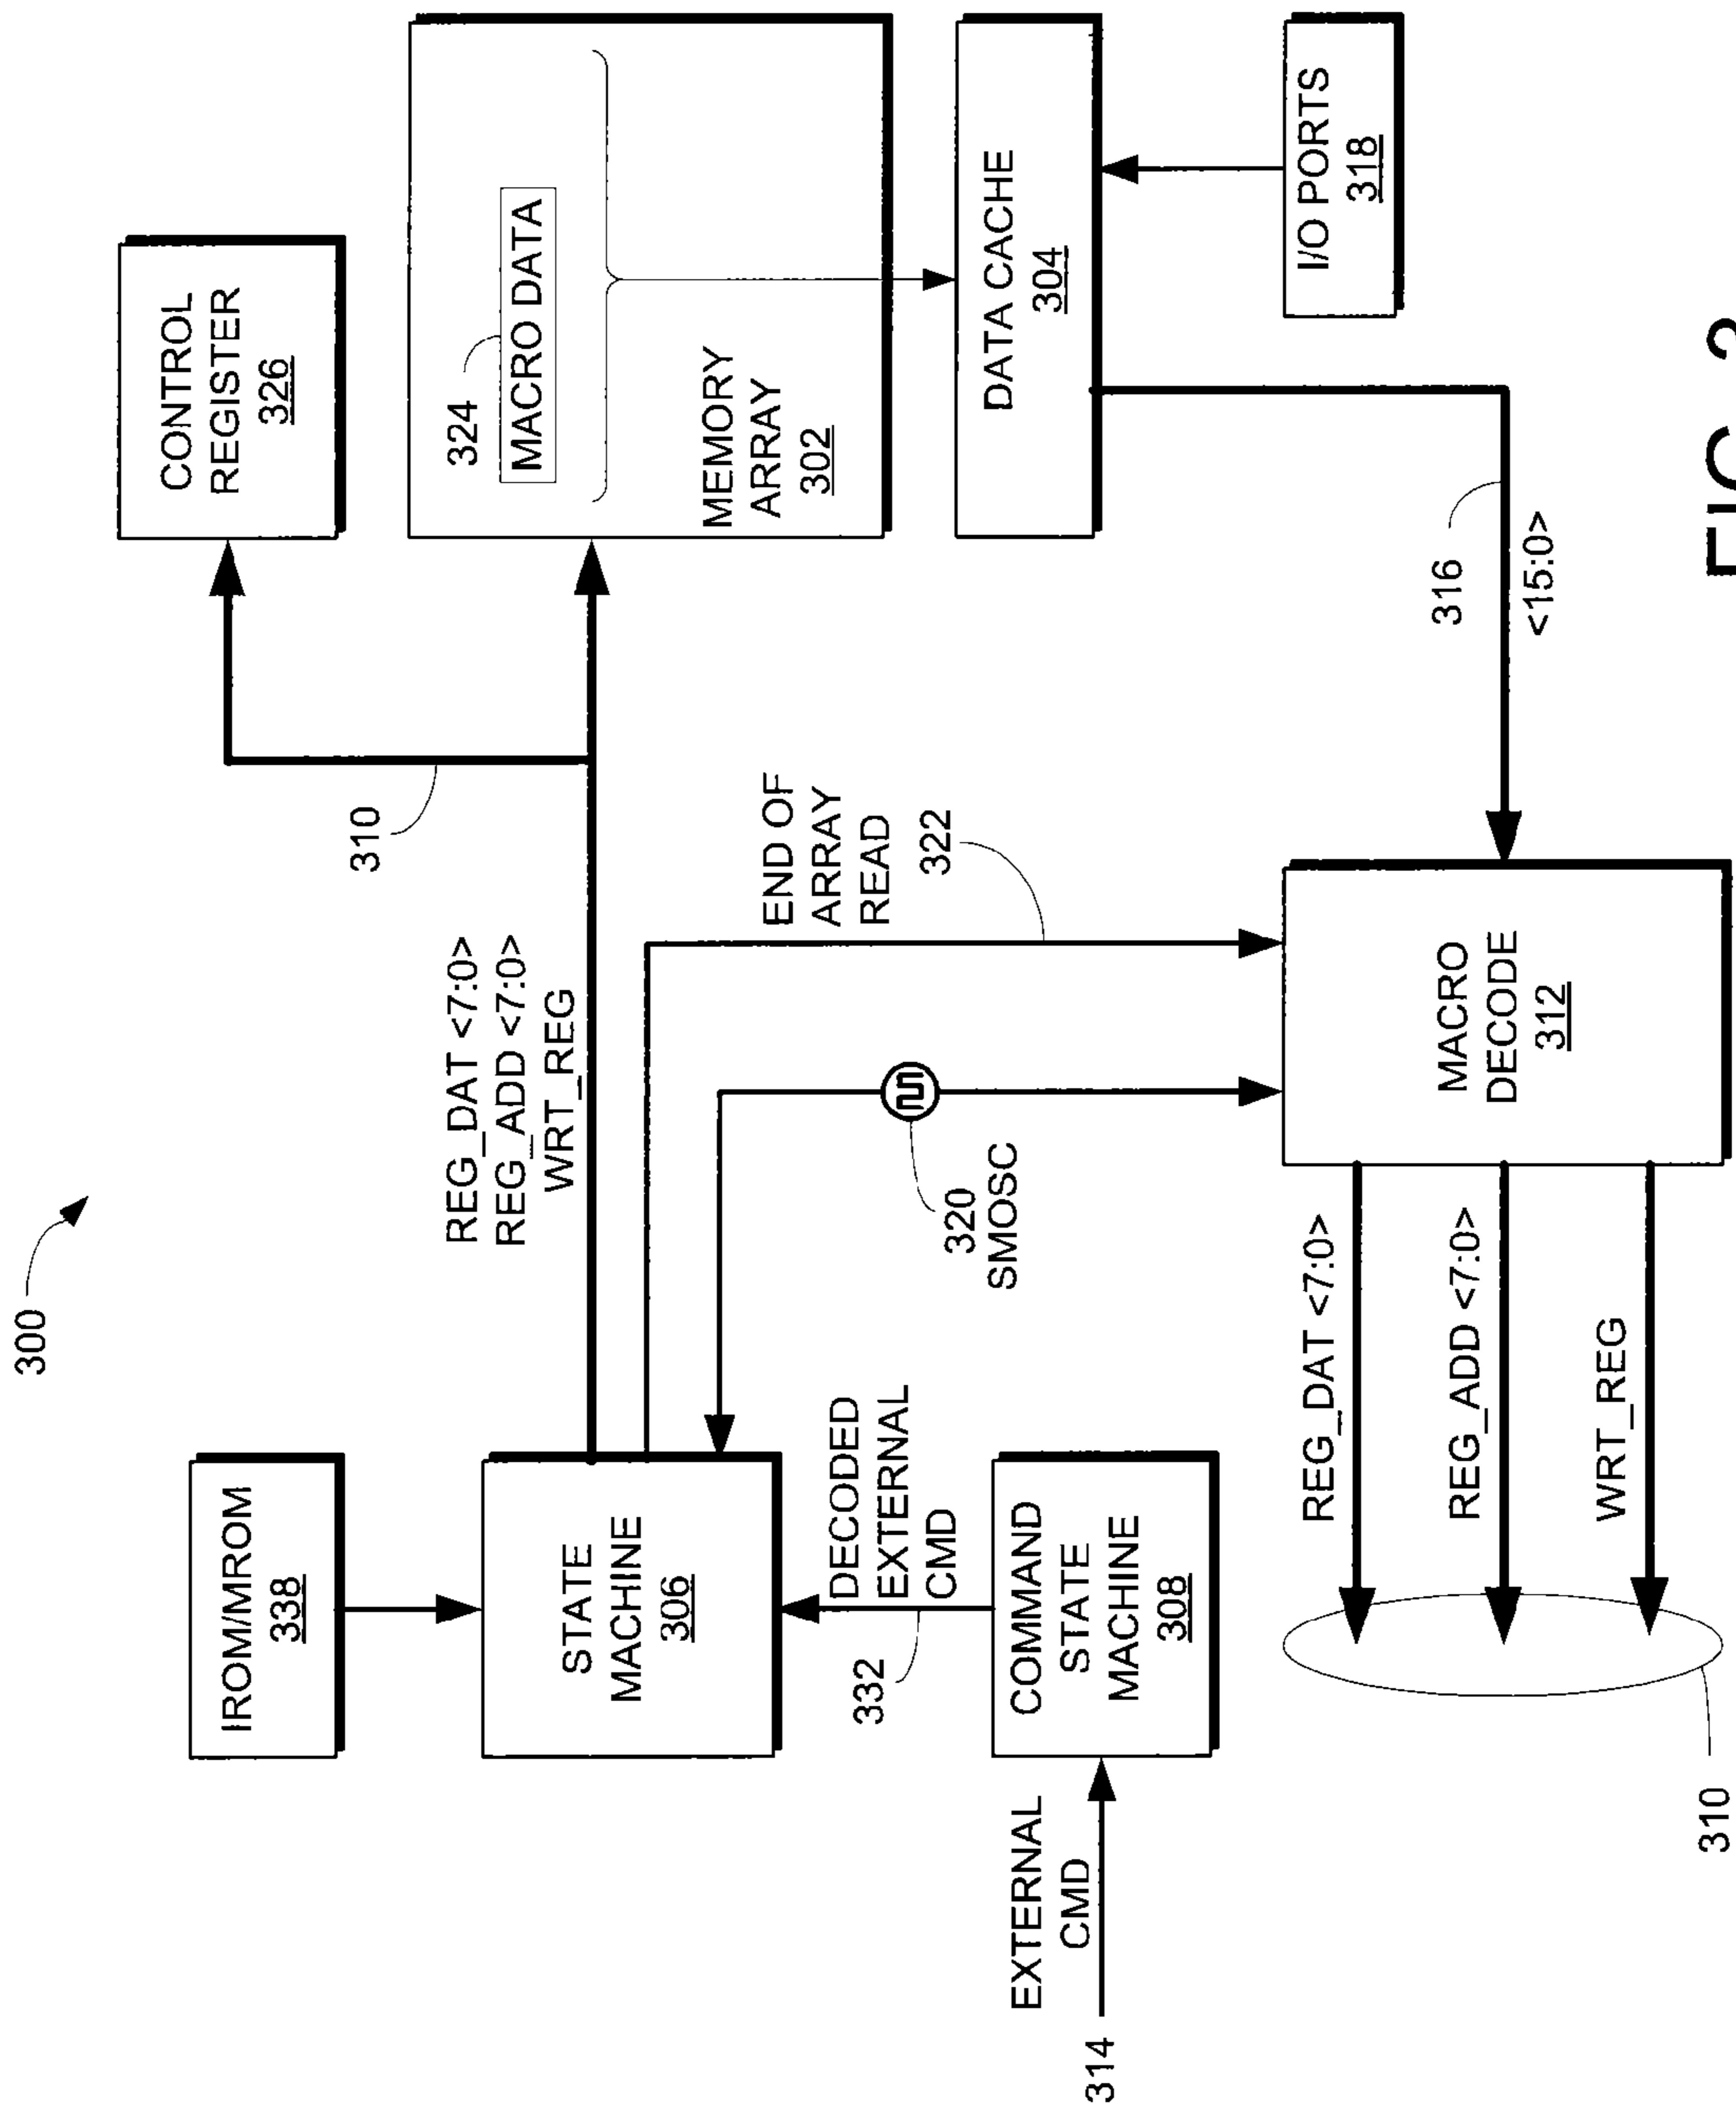 300
IROM/MROM
338
STATE
MACHINE
306
DECODED
EXTERNAL
CMD
332
COMMAND
STATE
MACHINE
308
EXTERNAL
CMD
314
REG_DAT <7:0>
REG_ADD <7:0>
WRT_REG
310
END OF
ARRAY
READ
322
320
SMOSC
CONTROL
REGISTER
326
324
MACRO DATA
MEMORY
ARRAY
302
DATA CACHE
304
I/O PORTS
318
316
<15:0>
MACRO
DECODE
312
REG_DAT <7:0>
REG_ADD <7:0>
WRT_REG
310